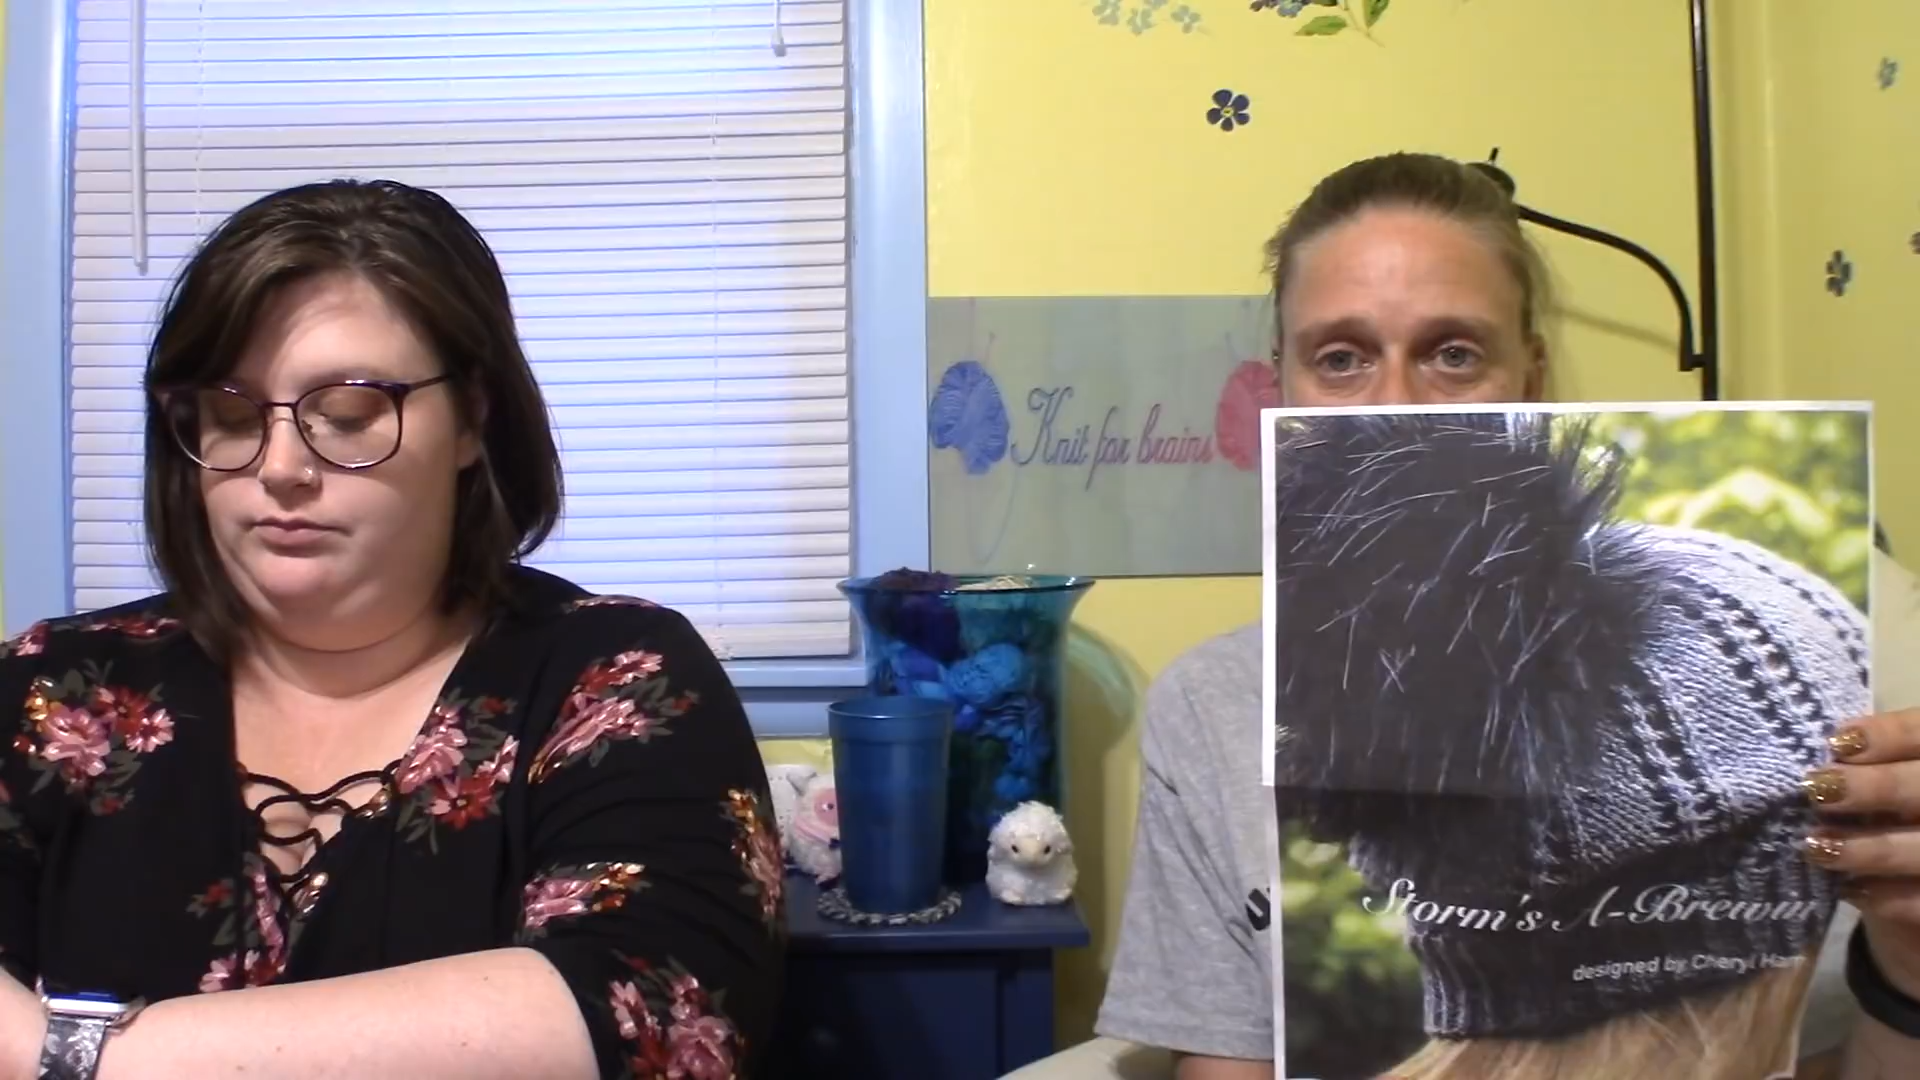 Knit for brains
Storm's A-Brewin
designed by Cheryl